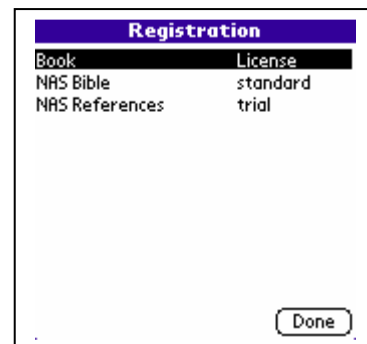 Registration
Book License
NAS Bible standard
NAS References trial
Done